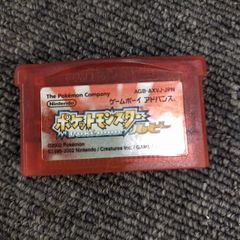 The Pokémon Company
AGB-AXVJ-JPN
Nintendo
ゲームボーイ アドバンス
ポケットモンスター
ルビー
©2002 Pokémon
©1995-2002 Nintendo / Creatures inc. / GAME